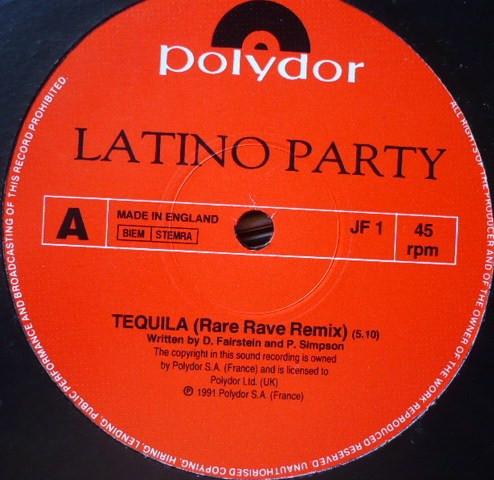 polydor
LATINO PARTY
A
MADE IN ENGLAND
BIEM STEMRA
JF 1
45
rpm
TEQUILA (Rare Rave Remix) (5.10)
Written by D. Fairstein and P. Simpson
The copyright in this sound recording is owned
by Polydor S.A. (France) and is licensed to
Polydor Ltd. (UK)
℗ 1991 Polydor S.A. (France)
ALL RIGHTS OF THE PRODUCER AND OF THE OWNER OF THE WORK REPRODUCED RESERVED. UNAUTHORISED COPYING, HIRING, LENDING, PUBLIC PERFORMANCE AND BROADCASTING OF THIS RECORD PROHIBITED.